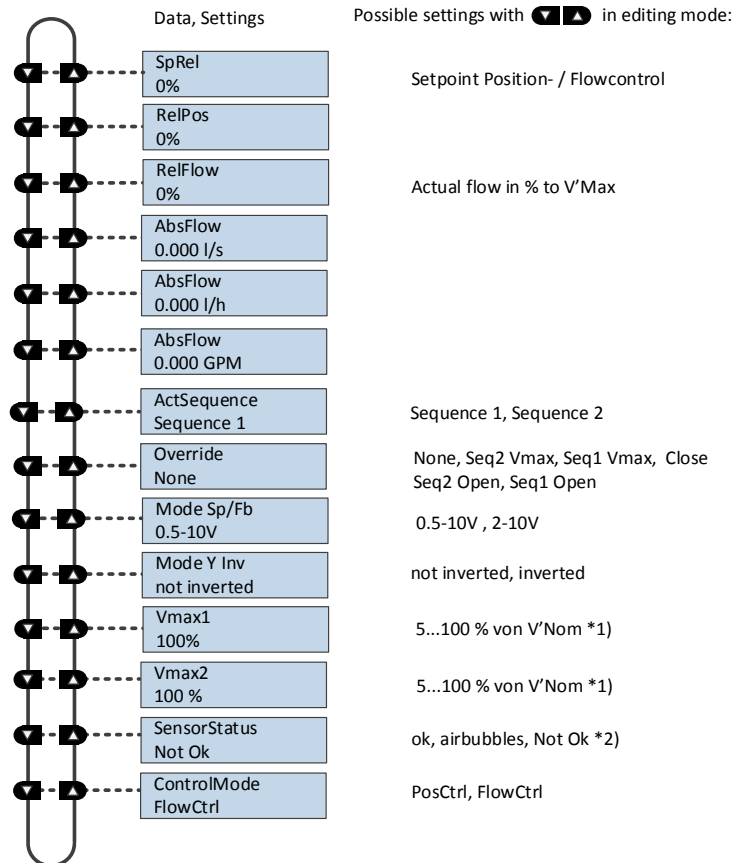 Data, Settings
Possible settings with in editing mode:
SpRel
0%
Setpoint Position- / Flowcontrol
RelPos
0%
RelFlow
0%
Actual flow in % to V'Max
AbsFlow
0.000 l/s
AbsFlow
0.000 l/h
AbsFlow
0.000 GPM
ActSequence
Sequence 1
Sequence 1, Sequence 2
Override
None
None, Seq2 Vmax, Seq1 Vmax, Close
Seq2 Open, Seq1 Open
Mode Sp/Fb
0.5-10V
0.5-10V , 2-10V
Mode Y Inv
not inverted
not inverted, inverted
Vmax1
100%
5...100 % von V'Nom *1)
Vmax2
100 %
5...100 % von V'Nom *1)
SensorStatus
Not Ok
ok, airbubbles, Not Ok *2)
ControlMode
FlowCtrl
PosCtrl, FlowCtrl